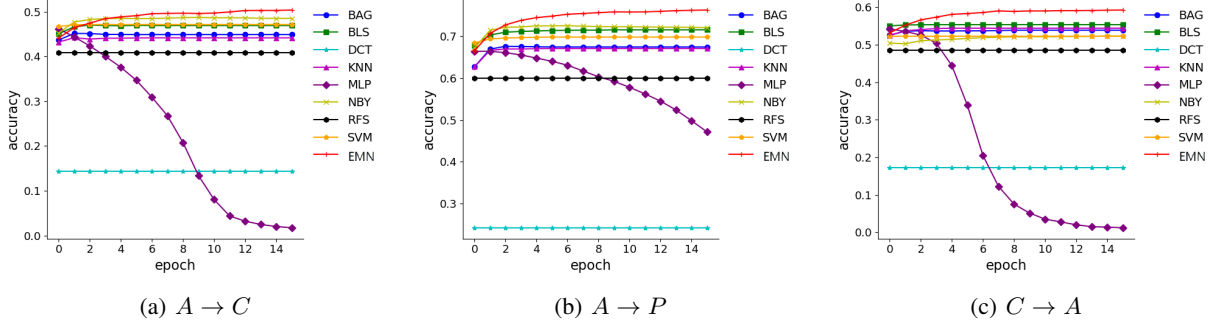 0.5
0.4
0.3
0.2
0.1
0.0
accuracy
0 2 4 6 8 10 12 14
epoch
BAG
BLS
DCT
KNN
MLP
NBY
RFS
SVM
EMN
(a) A → C
0.7
0.6
0.5
0.4
0.3
accuracy
0 2 4 6 8 10 12 14
epoch
BAG
BLS
DCT
KNN
MLP
NBY
RFS
SVM
EMN
(b) A → P
0.6
0.5
0.4
0.3
0.2
0.1
0.0
accuracy
0 2 4 6 8 10 12 14
epoch
BAG
BLS
DCT
KNN
MLP
NBY
RFS
SVM
EMN
(c) C → A